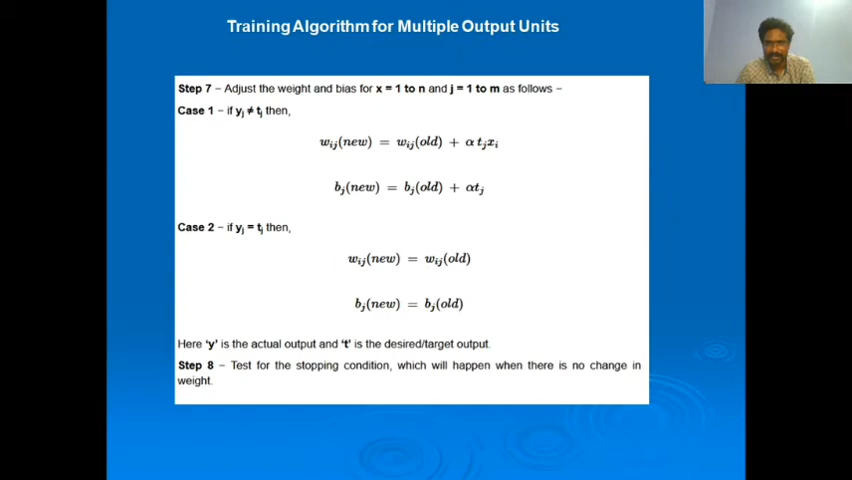 Training Algorithm for Multiple Output Units
Step 7 – Adjust the weight and bias for x = 1 to n and j = 1 to m as follows –
Case 1 – if yⱼ ≠ tⱼ then,
wᵢⱼ(new) = wᵢⱼ(old) + α tⱼxᵢ
bⱼ(new) = bⱼ(old) + αtⱼ
Case 2 – if yⱼ = tⱼ then,
wᵢⱼ(new) = wᵢⱼ(old)
bⱼ(new) = bⱼ(old)
Here ‘y’ is the actual output and ‘t’ is the desired/target output.
Step 8 – Test for the stopping condition, which will happen when there is no change in
weight.